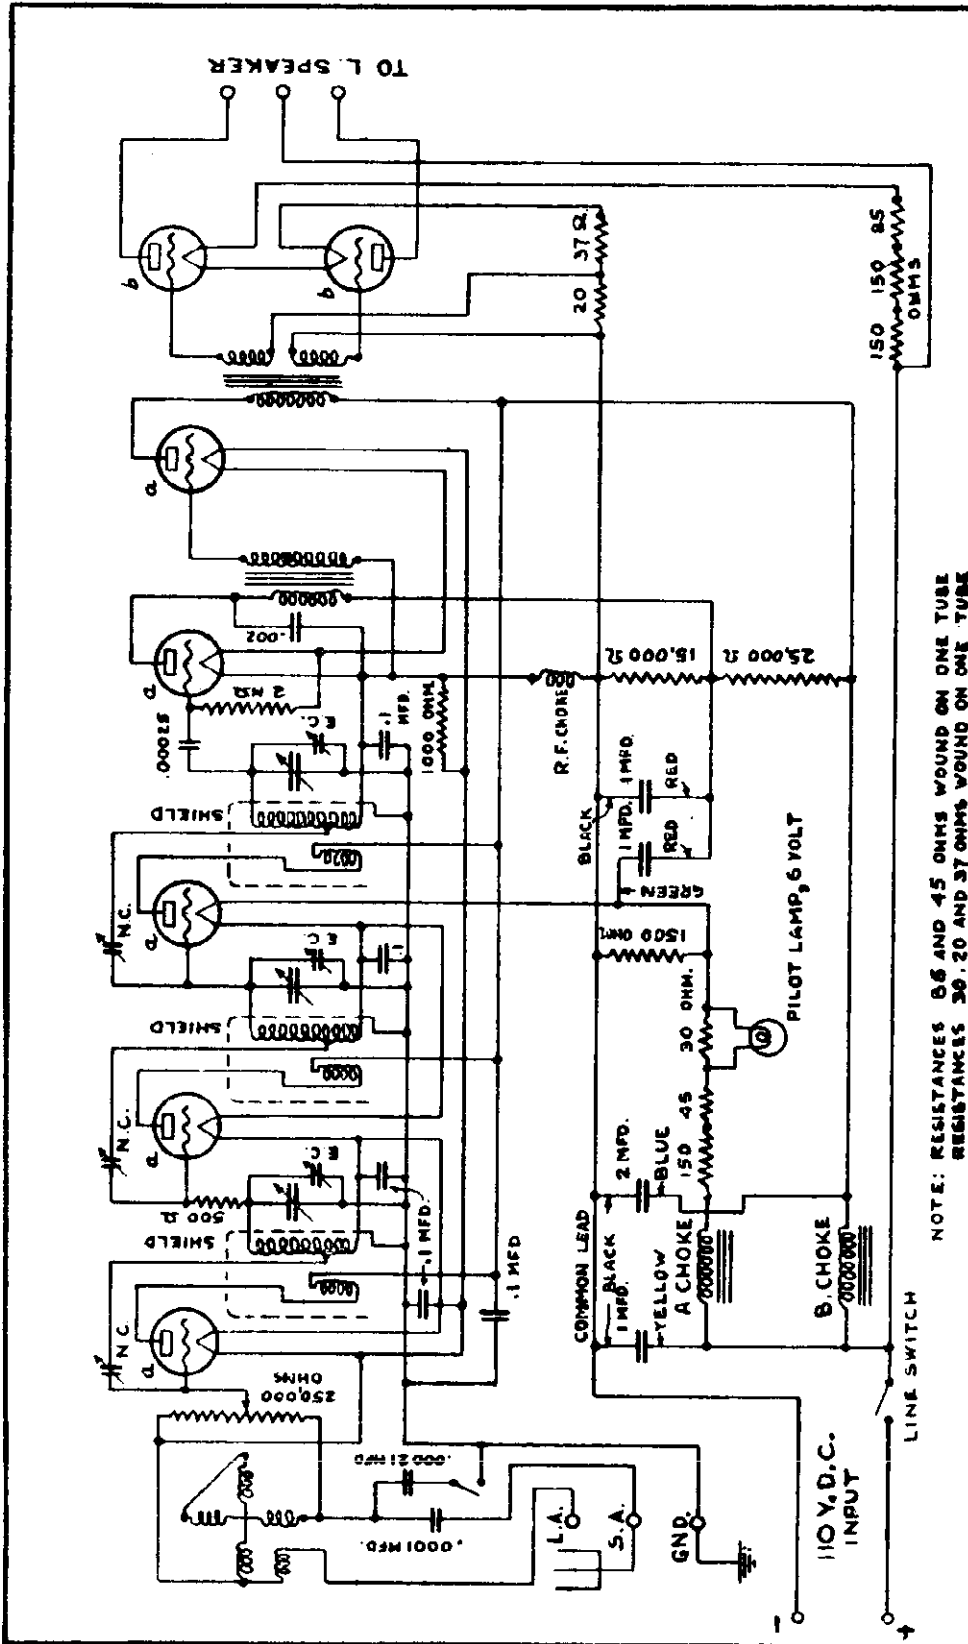 TO L. SPEAKER
b
b
a
a
a
a
a
37 Ω
20
150
150
85
OHMS
.002
2 MΩ
.00025
E.C.
.1
MFD.
1000 OHM.
R.F. CHOKE
15,000 Ω
25,000 Ω
SHIELD
N.C.
E.C.
.1
BLACK
1 MFD.
RED
1 MFD.
RED
GREEN
1500 OHM.
30 OHM.
PILOT LAMP, 6 VOLT
SHIELD
N.C.
E.C.
.1 MFD.
500 Ω
45
150
2 MFD.
BLUE
COMMON LEAD
BLACK
1 MFD.
YELLOW
A CHOKE
B. CHOKE
SHIELD
.1 MFD.
.1 MFD
N.C.
250,000
OHMS
.00021 MFD
.0001 MFD.
L.A.
S.A.
GND.
110 V. D.C.
INPUT
-
+
LINE SWITCH
NOTE: RESISTANCES 85 AND 45 OHMS WOUND ON ONE TUBE
RESISTANCES 30, 20 AND 37 OHMS WOUND ON ONE TUBE